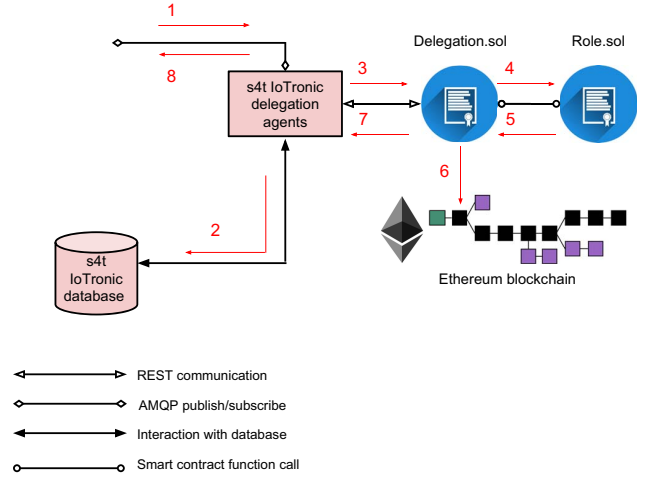 1
8
Delegation.sol
Role.sol
s4t IoTronic
delegation
agents
3
7
4
5
6
2
s4t
IoTronic
database
Ethereum blockchain
REST communication
AMQP publish/subscribe
Interaction with database
Smart contract function call